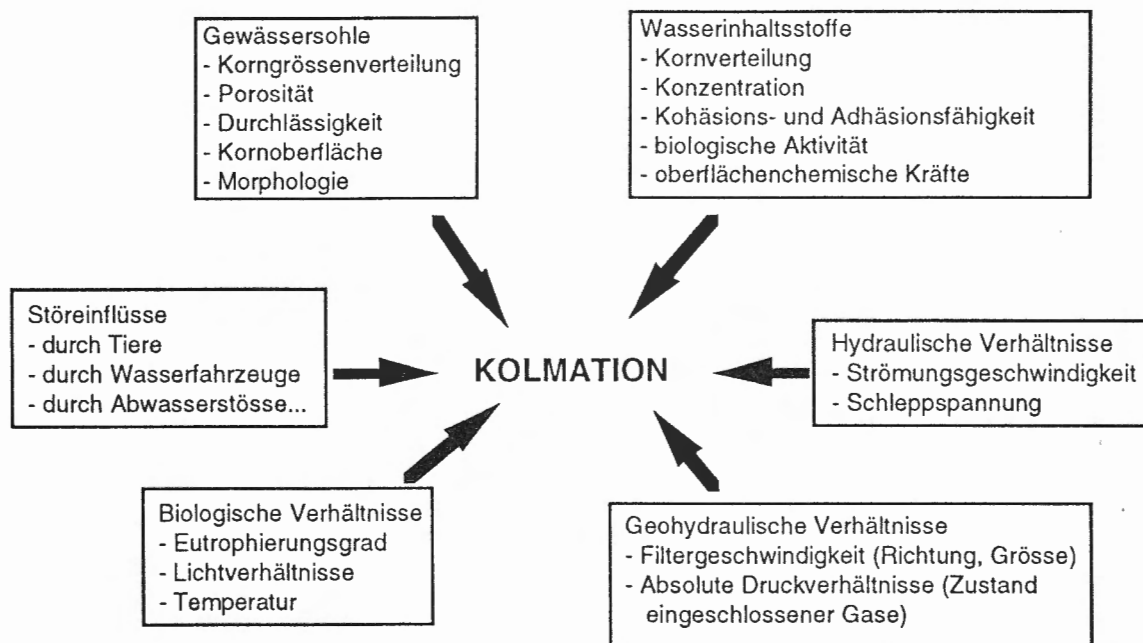 Gewässersohle
- Korngrössenverteilung
- Porosität
- Durchlässigkeit
- Kornoberfläche
- Morphologie
Wasserinhaltsstoffe
- Kornverteilung
- Konzentration
- Kohäsions- und Adhäsionsfähigkeit
- biologische Aktivität
- oberflächenchemische Kräfte
Störeinflüsse
- durch Tiere
- durch Wasserfahrzeuge
- durch Abwasserstösse...
KOLMATION
Hydraulische Verhältnisse
- Strömungsgeschwindigkeit
- Schleppspannung
Biologische Verhältnisse
- Eutrophierungsgrad
- Lichtverhältnisse
- Temperatur
Geohydraulische Verhältnisse
- Filtergeschwindigkeit (Richtung, Grösse)
- Absolute Druckverhältnisse (Zustand
eingeschlossener Gase)